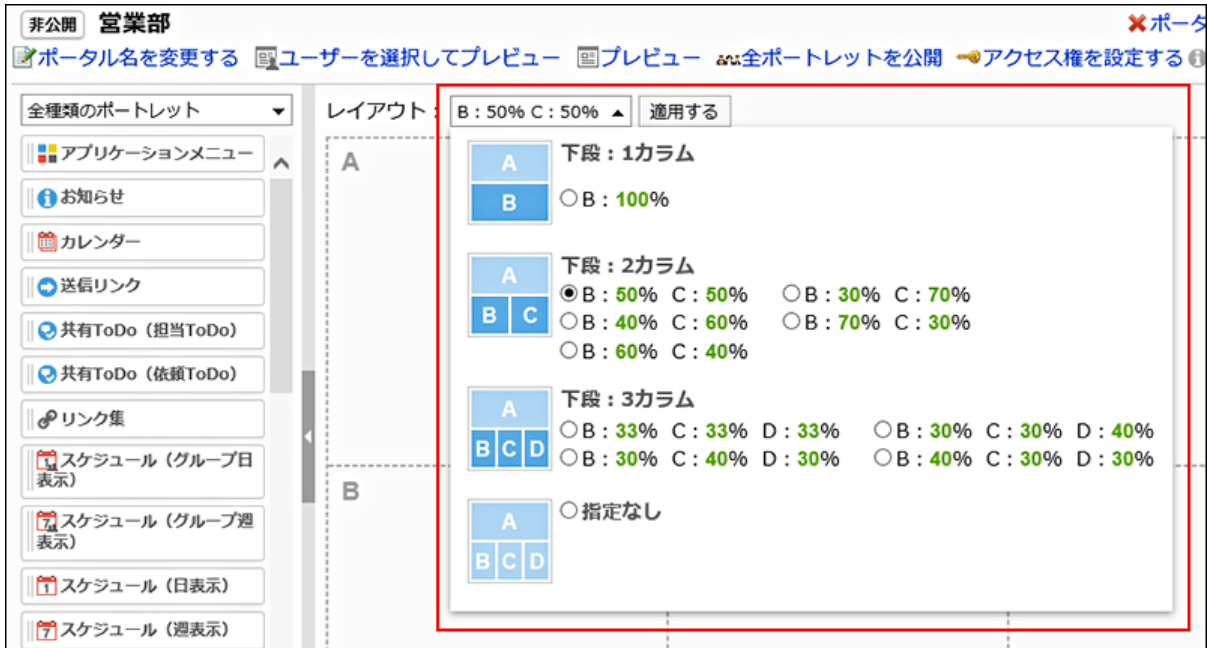 非公開 営業部
ポータ
ポータル名を変更する ユーザーを選択してプレビュー プレビュー 全ポートレットを公開 アクセス権を設定する
全種類のポートレット
レイアウト:
B:50% C:50%
適用する
アプリケーションメニュー
お知らせ
カレンダー
送信リンク
共有ToDo(担当ToDo)
共有ToDo(依頼ToDo)
リンク集
スケジュール(グループ日
表示)
スケジュール(グループ週
表示)
スケジュール(日表示)
スケジュール(週表示)
A
B
A
B
下段:1カラム
B:100%
A
B C
下段:2カラム
B:50% C:50% B:30% C:70%
B:40% C:60% B:70% C:30%
B:60% C:40%
A
B C D
下段:3カラム
B:33% C:33% D:33% B:30% C:30% D:40%
B:30% C:40% D:30% B:40% C:30% D:30%
A
B C D
指定なし